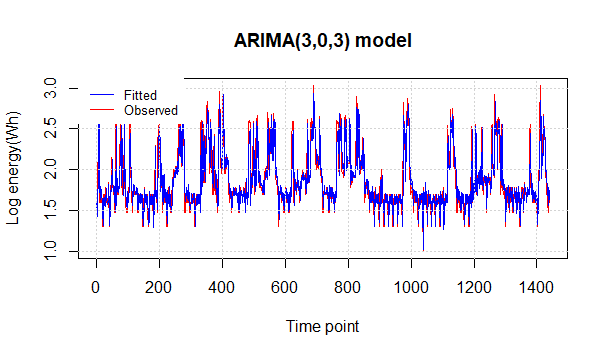 ARIMA(3,0,3) model
Log energy(Wh)
3.0
2.5
2.0
1.5
1.0
Fitted
Observed
0 200 400 600 800 1000 1200 1400
Time point